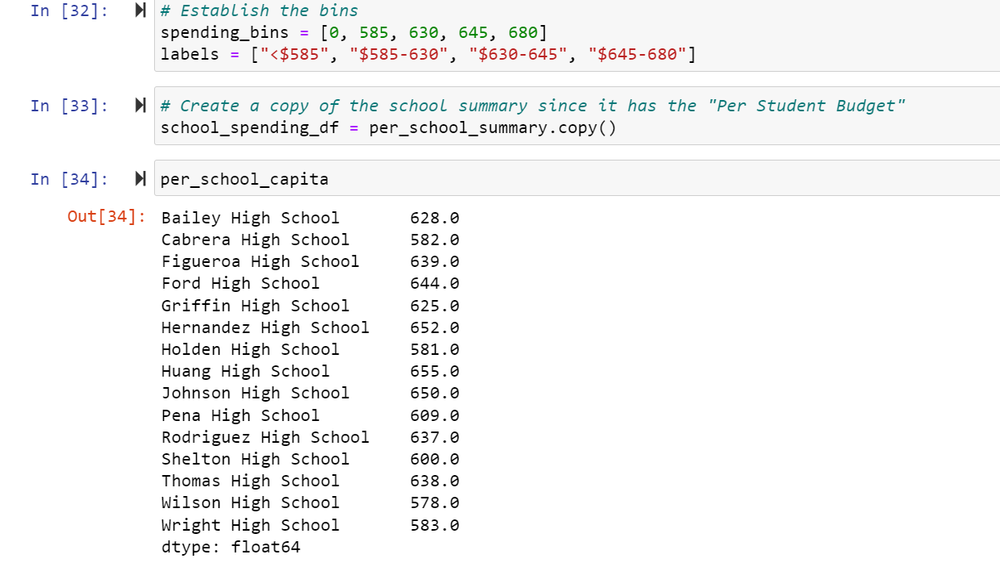 In [32]: # Establish the bins
spending_bins = [0, 585, 630, 645, 680]
labels = ["<$585", "$585-630", "$630-645", "$645-680"]
In [33]: # Create a copy of the school summary since it has the "Per Student Budget"
school_spending_df = per_school_summary.copy()
In [34]: per_school_capita
Out[34]: Bailey High School 628.0
Cabrera High School 582.0
Figueroa High School 639.0
Ford High School 644.0
Griffin High School 625.0
Hernandez High School 652.0
Holden High School 581.0
Huang High School 655.0
Johnson High School 650.0
Pena High School 609.0
Rodriguez High School 637.0
Shelton High School 600.0
Thomas High School 638.0
Wilson High School 578.0
Wright High School 583.0
dtype: float64